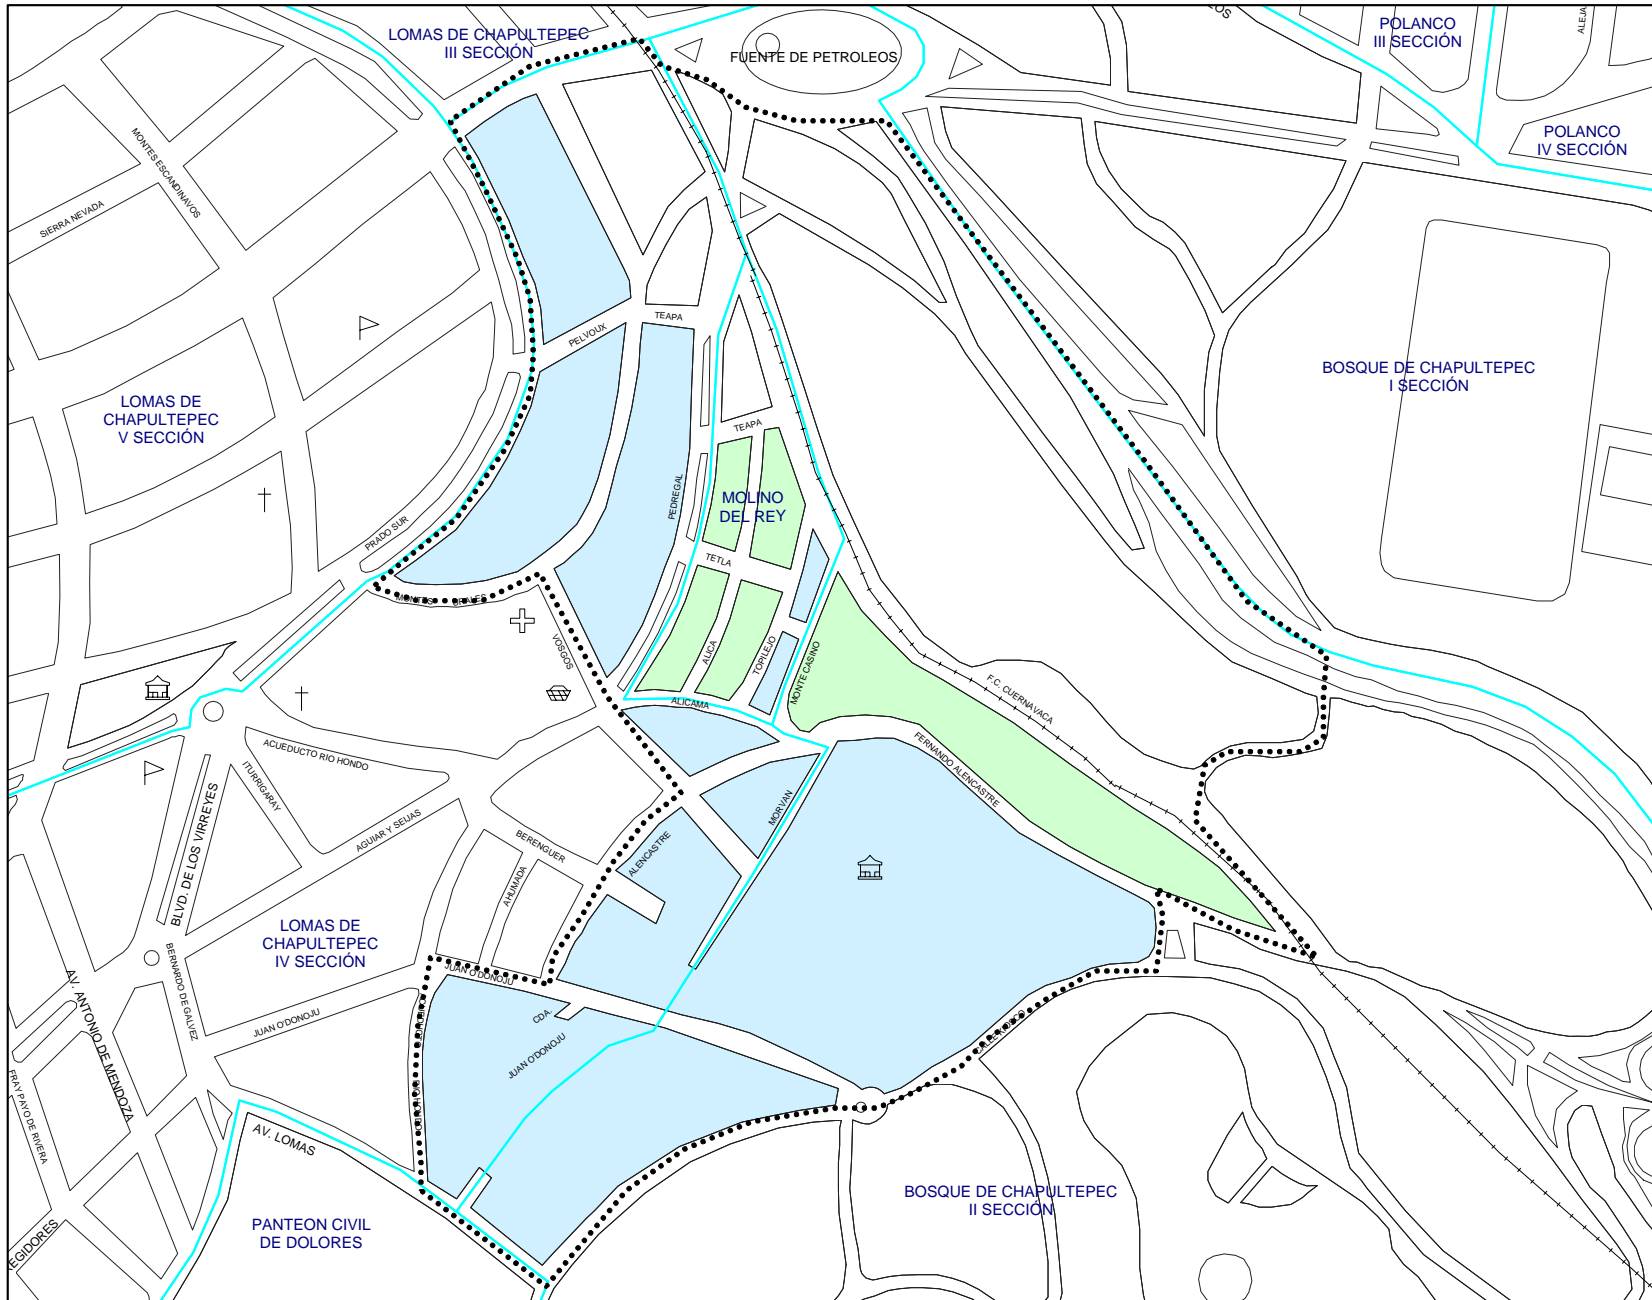 LOMAS DE CHAPULTEPEC
III SECCIÓN
FUENTE DE PETROLEOS
POLANCO
III SECCIÓN
POLANCO
IV SECCIÓN
MONTES ESCANDINAVOS
SIERRA NEVADA
TEAPA
PELVOUX
BOSQUE DE CHAPULTEPEC
I SECCIÓN
LOMAS DE
CHAPULTEPEC
V SECCIÓN
TEAPA
PEDREGAL
MOLINO
DEL REY
PRADO SUR
TETLA
VOSGOS
ALICA
TOPILEJO
MONTE CASINO
F.C. CUERNAVACA
ALICAMA
FERNANDO ALENCASTRE
ACUEDUCTO RIO HONDO
ITURRIGARAY
BLVD. DE LOS VIRREYES
AGUIAR Y SEIJAS
BERENGUER
ALENCASTRE
MORVAN
AHUMADA
LOMAS DE
CHAPULTEPEC
IV SECCIÓN
JUAN O'DONOJU
BERNARDO DE GALVEZ
AV. ANTONIO DE MENDOZA
JUAN O'DONOJU
CDA.
JUAN O'DONOJU
FRAY PAYO DE RIVERA
AV. LOMAS
BOSQUE DE CHAPULTEPEC
II SECCIÓN
PANTEON CIVIL
DE DOLORES